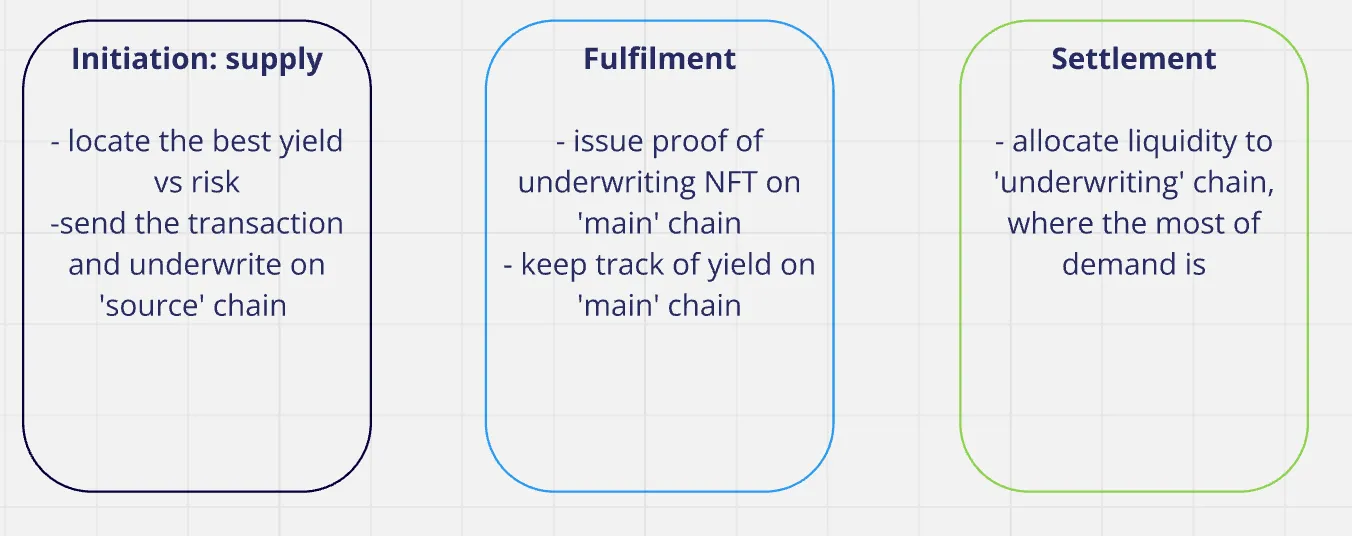 Initiation: supply
- locate the best yield
vs risk
-send the transaction
and underwrite on
'source' chain
Fulfilment
- issue proof of
underwriting NFT on
'main' chain
- keep track of yield on
'main' chain
Settlement
- allocate liquidity to
'underwriting' chain,
where the most of
demand is